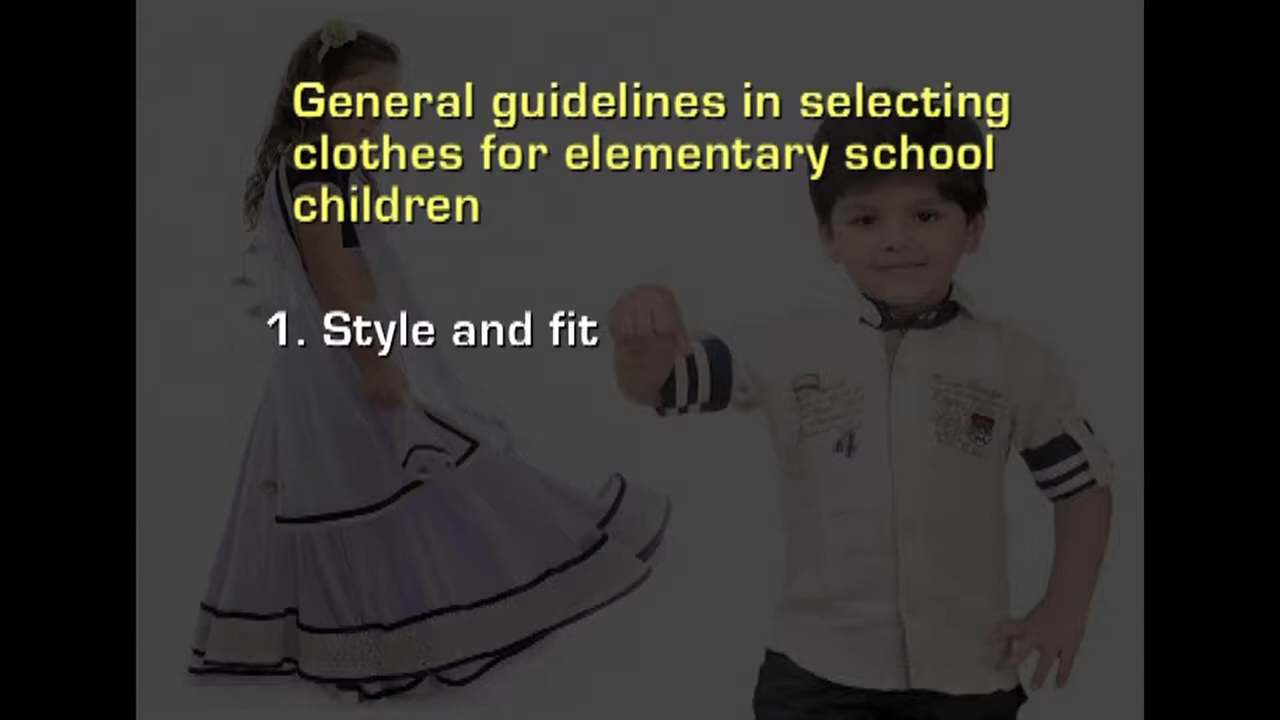 General guidelines in selecting
clothes for elementary school
children
1. Style and fit